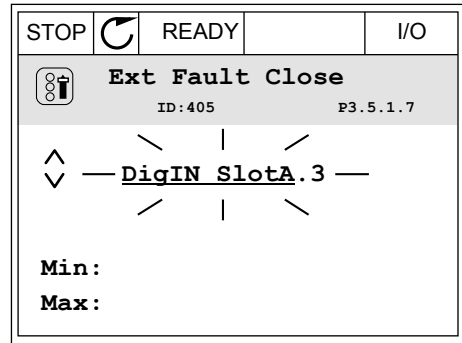 STOP READY I/O
Ext Fault Close
ID:405 P3.5.1.7
DigIN SlotA.3
Min:
Max: